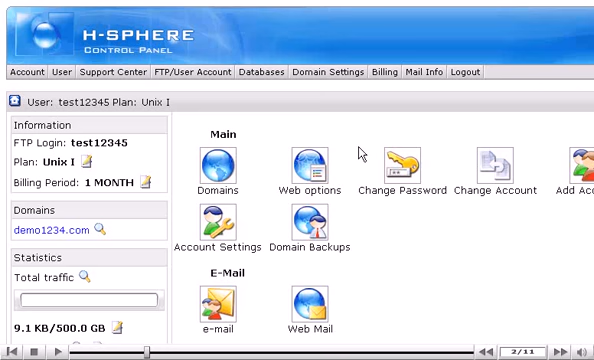 H-SPHERE
CONTROL PANEL
Account User Support Center FTP/User Account Databases Domain Settings Billing Mail Info Logout
User: test12345 Plan: Unix I
Information
FTP Login: test12345
Plan: Unix I
Billing Period: 1 MONTH
Domains
demo1234.com
Statistics
Total traffic
9.1 KB/500.0 GB
Main
Domains Web options Change Password Change Account Add Acc
Account Settings Domain Backups
E-Mail
e-mail Web Mail
2/11